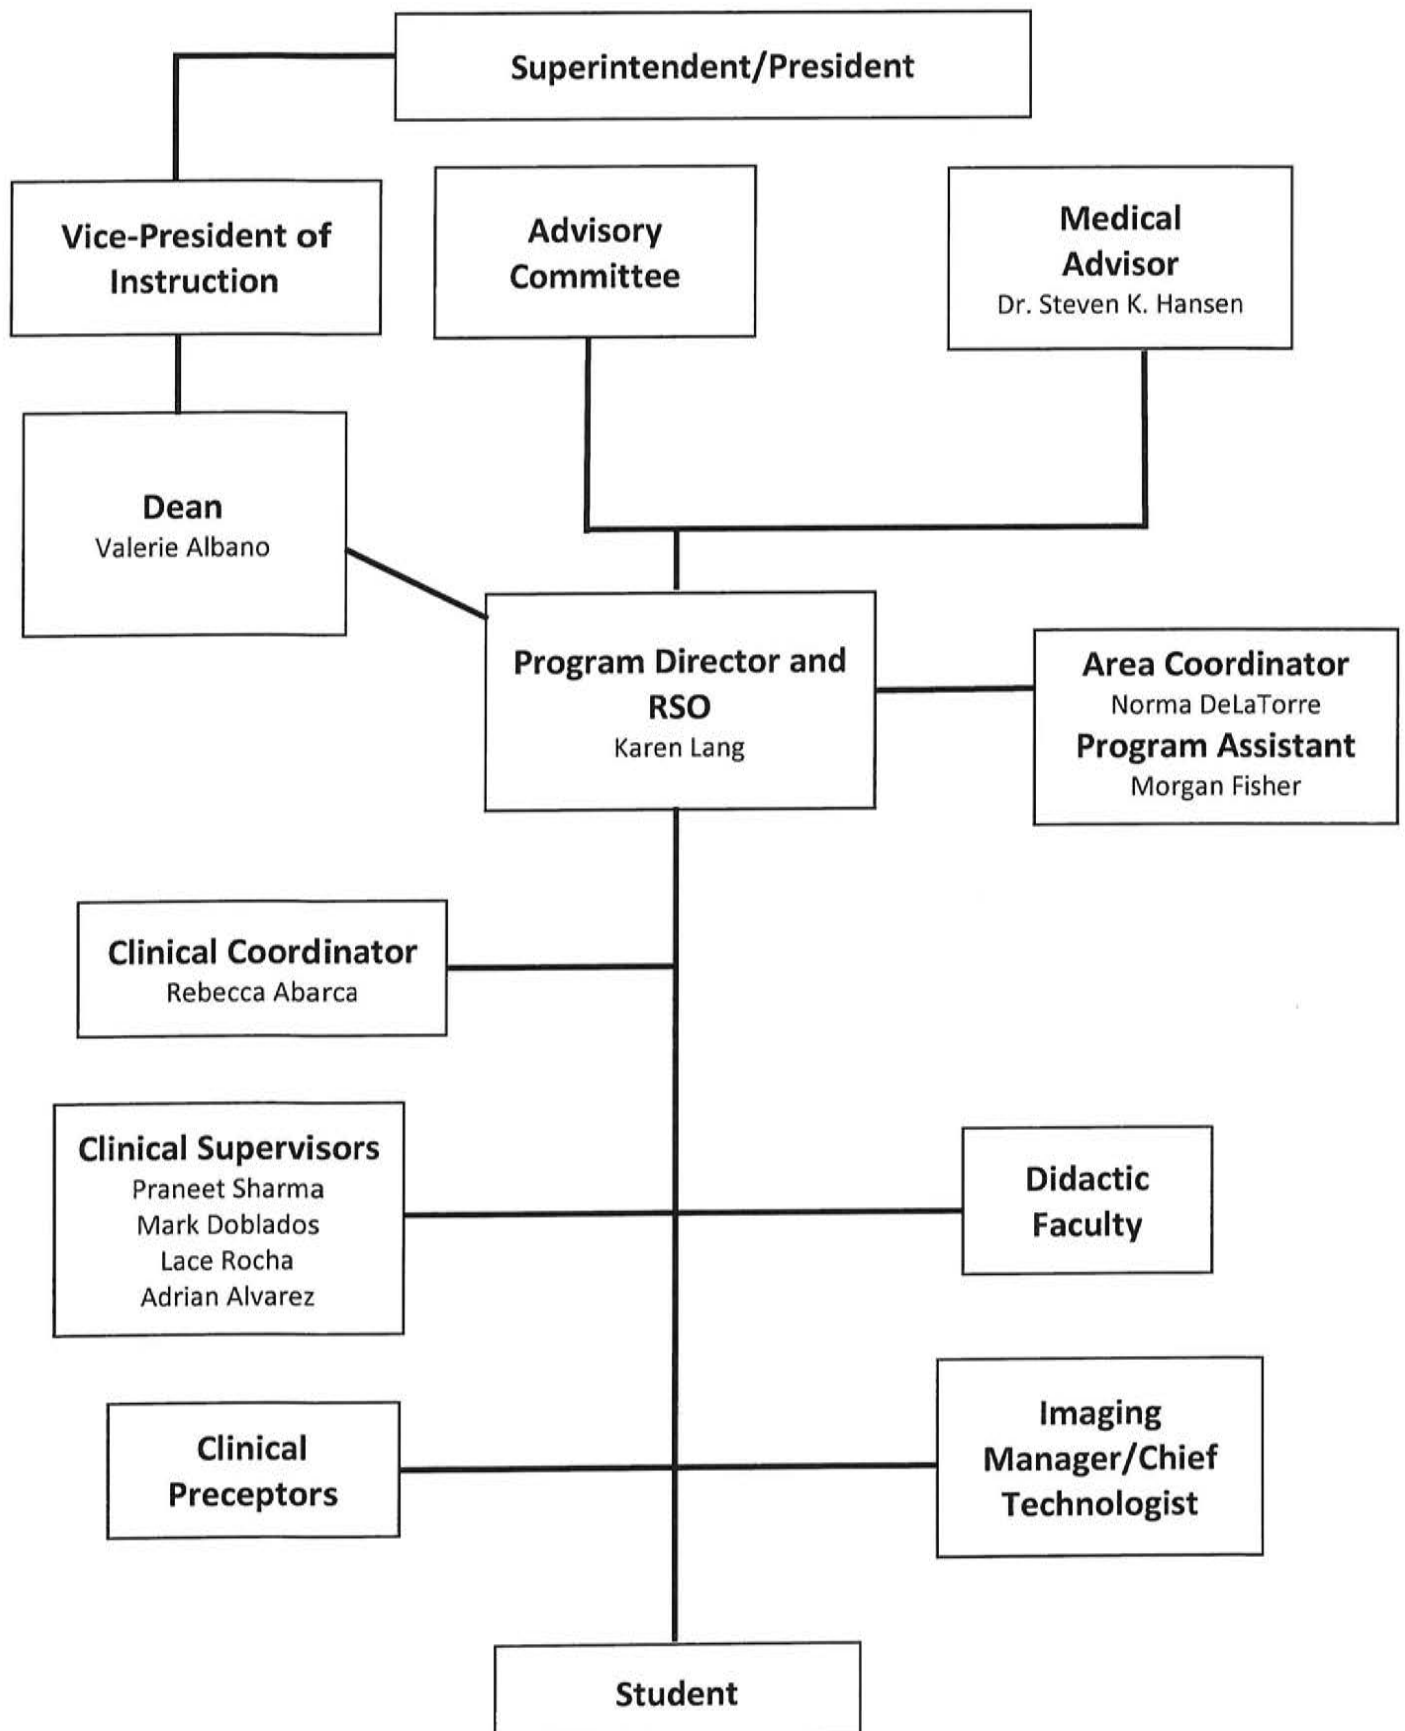 Superintendent/President
Vice-President of
Instruction
Advisory
Committee
Medical
Advisor
Dr. Steven K. Hansen
Dean
Valerie Albano
Program Director and
RSO
Karen Lang
Area Coordinator
Norma DeLaTorre
Program Assistant
Morgan Fisher
Clinical Coordinator
Rebecca Abarca
Clinical Supervisors
Praneet Sharma
Mark Doblados
Lace Rocha
Adrian Alvarez
Didactic
Faculty
Clinical
Preceptors
Imaging
Manager/Chief
Technologist
Student